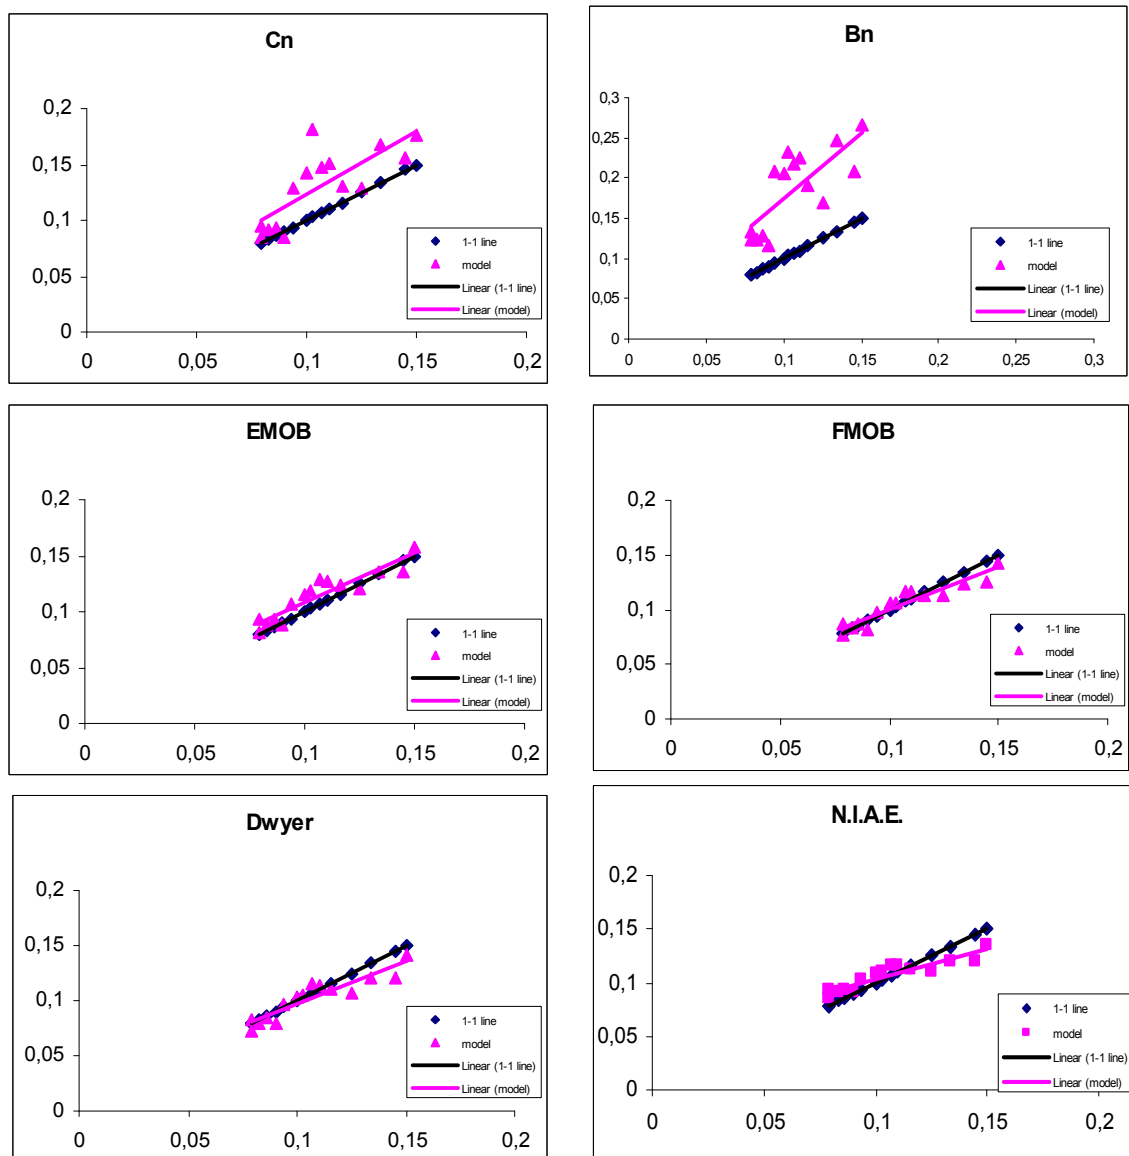 Cn
0,2
0,15
0,1
0,05
0
0 0,05 0,1 0,15 0,2
1-1 line
model
Linear (1-1 line)
Linear (model)
Bn
0,3
0,25
0,2
0,15
0,1
0,05
0
0 0,05 0,1 0,15 0,2 0,25 0,3
1-1 line
model
Linear (1-1 line)
Linear (model)
EMOB
0,2
0,15
0,1
0,05
0
0 0,05 0,1 0,15 0,2
1-1 line
model
Linear (1-1 line)
Linear (model)
FMOB
0,2
0,15
0,1
0,05
0
0 0,05 0,1 0,15 0,2
1-1 line
model
Linear (1-1 line)
Linear (model)
Dwyer
0,2
0,15
0,1
0,05
0
0 0,05 0,1 0,15 0,2
1-1 line
model
Linear (1-1 line)
Linear (model)
N.I.A.E.
0,2
0,15
0,1
0,05
0
0 0,05 0,1 0,15 0,2
1-1 line
model
Linear (1-1 line)
Linear (model)